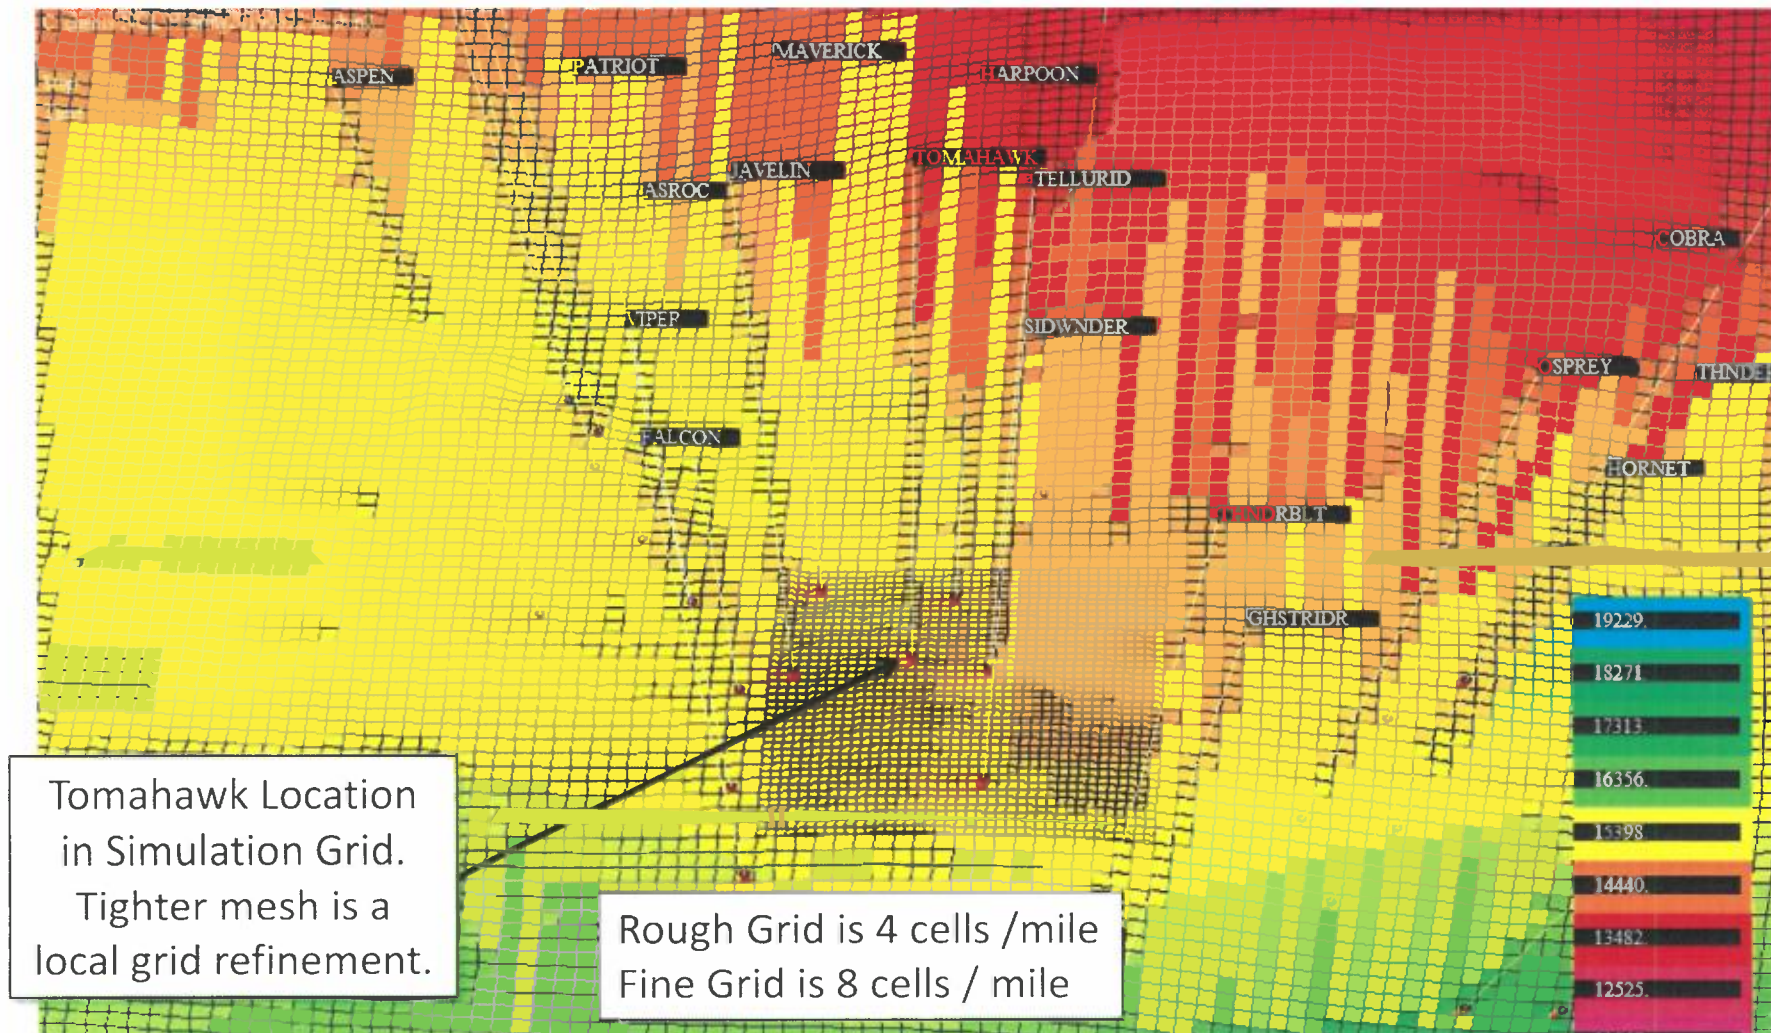 MAVERICK
PATRIOT
HARPOON
ASPEN
TOMAHAWK
JAVELIN
TELLURID
ASROC
COBRA
VIPER
SIDWNDER
OSPREY
THNDE
FALCON
HORNET
THNDRBLT
GHSTRIDR
19229.
18271
17313.
16356.
15398.
14440.
13482
12525.
Tomahawk Location
in Simulation Grid.
Tighter mesh is a
local grid refinement.
Rough Grid is 4 cells /mile
Fine Grid is 8 cells / mile